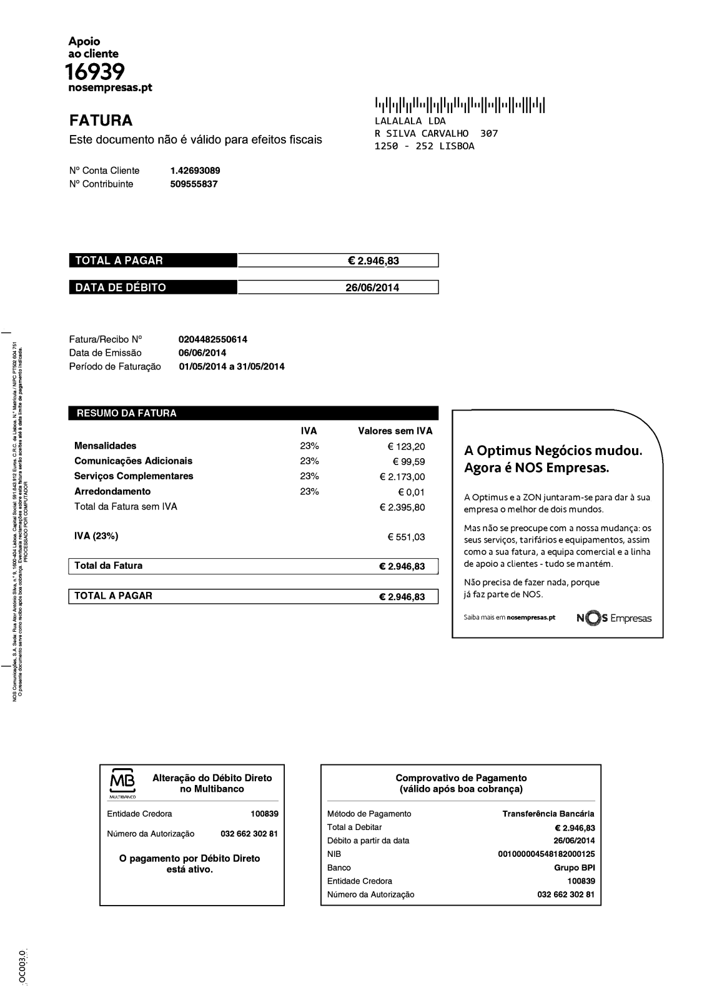 Apoio
ao cliente
16939
nosempresas.pt
FATURA
Este documento não é válido para efeitos fiscais
LALALALA LDA
R SILVA CARVALHO 307
1250 - 252 LISBOA
Nº Conta Cliente 1.42693089
Nº Contribuinte 509555837
TOTAL A PAGAR € 2.946,83
DATA DE DÉBITO 26/06/2014
Fatura/Recibo Nº 0204482550614
Data de Emissão 06/06/2014
Período de Faturação 01/05/2014 a 31/05/2014
RESUMO DA FATURA
IVA Valores sem IVA
Mensalidades 23% € 123,20
Comunicações Adicionais 23% € 99,59
Serviços Complementares 23% € 2.173,00
Arredondamento 23% € 0,01
Total da Fatura sem IVA € 2.395,80
IVA (23%) € 551,03
Total da Fatura € 2.946,83
TOTAL A PAGAR € 2.946,83
A Optimus Negócios mudou.
Agora é NOS Empresas.
A Optimus e a ZON juntaram-se para dar à sua
empresa o melhor de dois mundos.
Mas não se preocupe com a nossa mudança: os
seus serviços, tarifários e equipamentos, assim
como a sua fatura, a equipa comercial e a linha
de apoio a clientes - tudo se mantém.
Não precisa de fazer nada, porque
já faz parte de NOS.
Saiba mais em nosempresas.pt NOS Empresas
NOS Comunicações, S.A. Sede: Rua Ator António Silva, n.º 9, 1600-404 Lisboa. Capital Social: 591.643.912 Euros. C.R.C. de Lisboa. N.º Matrícula / NIPC PT502 604 751
O presente documento serve como recibo após boa cobrança. Eventuais reclamações sobre esta fatura serão aceites até à data limite de pagamento indicada.
PROCESSADO POR COMPUTADOR
MB
MULTIBANCO
Alteração do Débito Direto
no Multibanco
Entidade Credora 100839
Número da Autorização 032 662 302 81
O pagamento por Débito Direto
está ativo.
Comprovativo de Pagamento
(válido após boa cobrança)
Método de Pagamento Transferência Bancária
Total a Debitar € 2.946,83
Débito a partir da data 26/06/2014
NIB 001000004548182000125
Banco Grupo BPI
Entidade Credora 100839
Número da Autorização 032 662 302 81
OC003.0